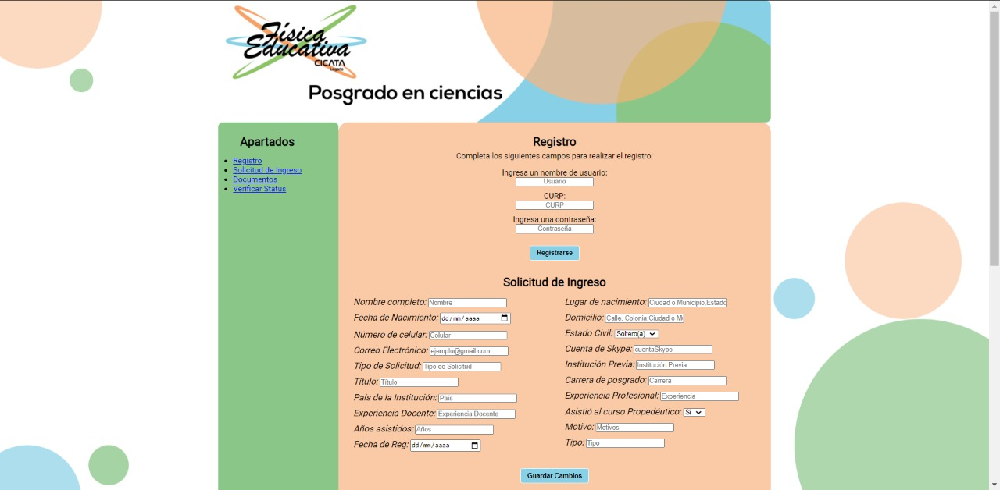 Física
Educativa
CICATA
Legaria
Posgrado en ciencias
Apartados
Registro
Solicitud de Ingreso
Documentos
Verificar Status
Registro
Completa los siguientes campos para realizar el registro:
Ingresa un nombre de usuario:
Usuario
CURP:
CURP
Ingresa una contraseña:
Contraseña
Registrarse
Solicitud de Ingreso
Nombre completo: Nombre
Fecha de Nacimiento: dd/mm/aaaa
Número de celular: Celular
Correo Electrónico: ejemplo@gmail.com
Tipo de Solicitud: Tipo de Solicitud
Título: Título
País de la Institución: País
Experiencia Docente: Experiencia Docente
Años asistidos: Años
Fecha de Reg: dd/mm/aaaa
Lugar de nacimiento: Ciudad o Municipio,Estado
Domicilio: Calle, Colonia,Ciudad o M
Estado Civil: Soltero(a)
Cuenta de Skype: cuentaSkype
Institución Previa: Institución Previa
Carrera de posgrado: Carrera
Experiencia Profesional: Experiencia
Asistió al curso Propedéutico: Sí
Motivo: Motivos
Tipo: Tipo
Guardar Cambios